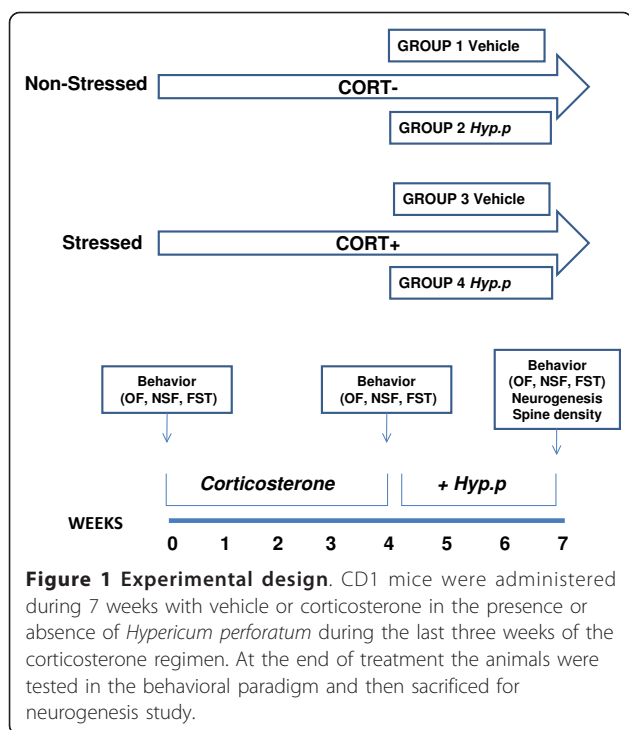 GROUP 1 Vehicle
Non-Stressed
CORT-
GROUP 2 Hyp.p
GROUP 3 Vehicle
Stressed
CORT+
GROUP 4 Hyp.p
Behavior
(OF, NSF, FST)
Behavior
(OF, NSF, FST)
Behavior
(OF, NSF, FST)
Neurogenesis
Spine density
Corticosterone
+ Hyp.p
WEEKS
0 1 2 3 4 5 6 7
Figure 1 Experimental design. CD1 mice were administered
during 7 weeks with vehicle or corticosterone in the presence or
absence of Hypericum perforatum during the last three weeks of the
corticosterone regimen. At the end of treatment the animals were
tested in the behavioral paradigm and then sacrificed for
neurogenesis study.